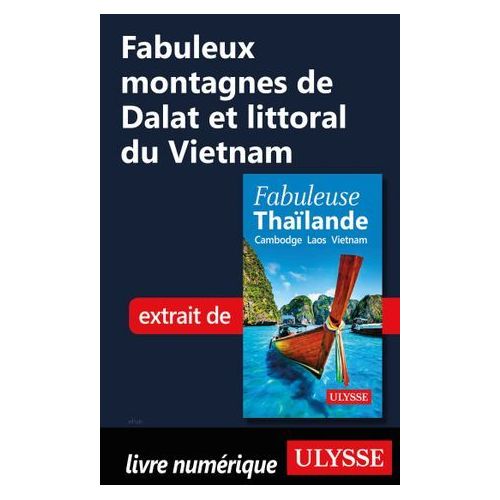 Fabuleux
montagnes de
Dalat et littoral
du Vietnam
Fabuleuse
Thaïlande
Cambodge Laos Vietnam
extrait de
ULYSSE
livre numérique ULYSSE